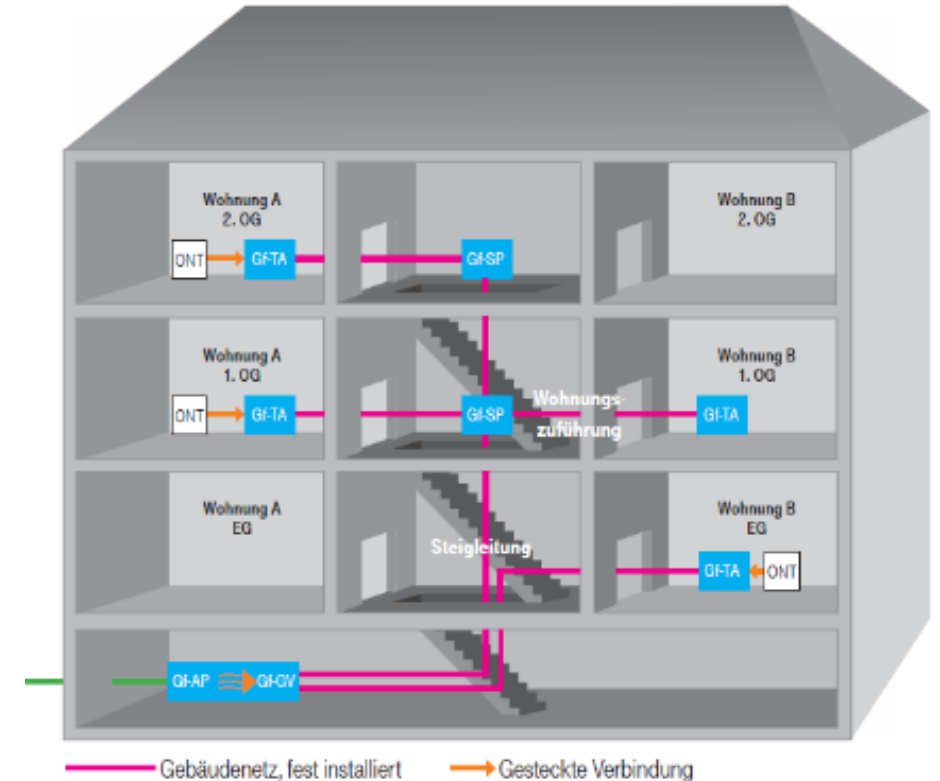 Wohnung A
2. OG
Wohnung B
2. OG
ONT
Gf-TA
Gf-SP
Wohnung A
1. OG
Wohnung B
1. OG
ONT
Gf-TA
Gf-SP
Wohnungs-
zuführung
Gf-TA
Wohnung A
EG
Wohnung B
EG
Steigleitung
Gf-TA
ONT
Gf-AP
Gf-GV
Gebäudenetz, fest installiert
Gesteckte Verbindung